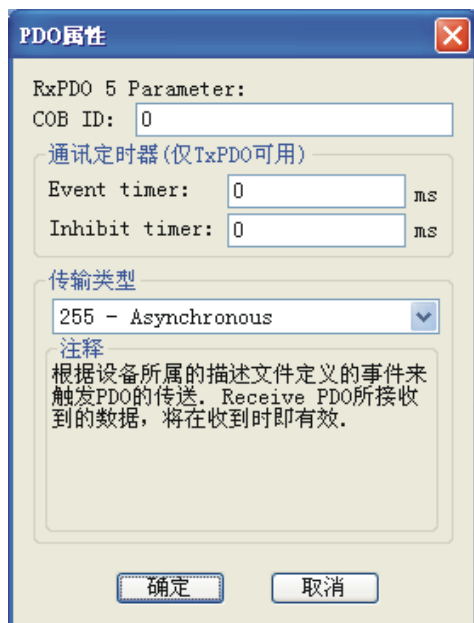 PDO属性
RxPDO 5 Parameter:
COB ID: 0
通讯定时器(仅TxPDO可用)
Event timer: 0 ms
Inhibit timer: 0 ms
传输类型
255 - Asynchronous
注释
根据设备所属的描述文件定义的事件来
触发PDO的传送. Receive PDO所接收
到的数据, 将在收到时即有效.
确定 取消